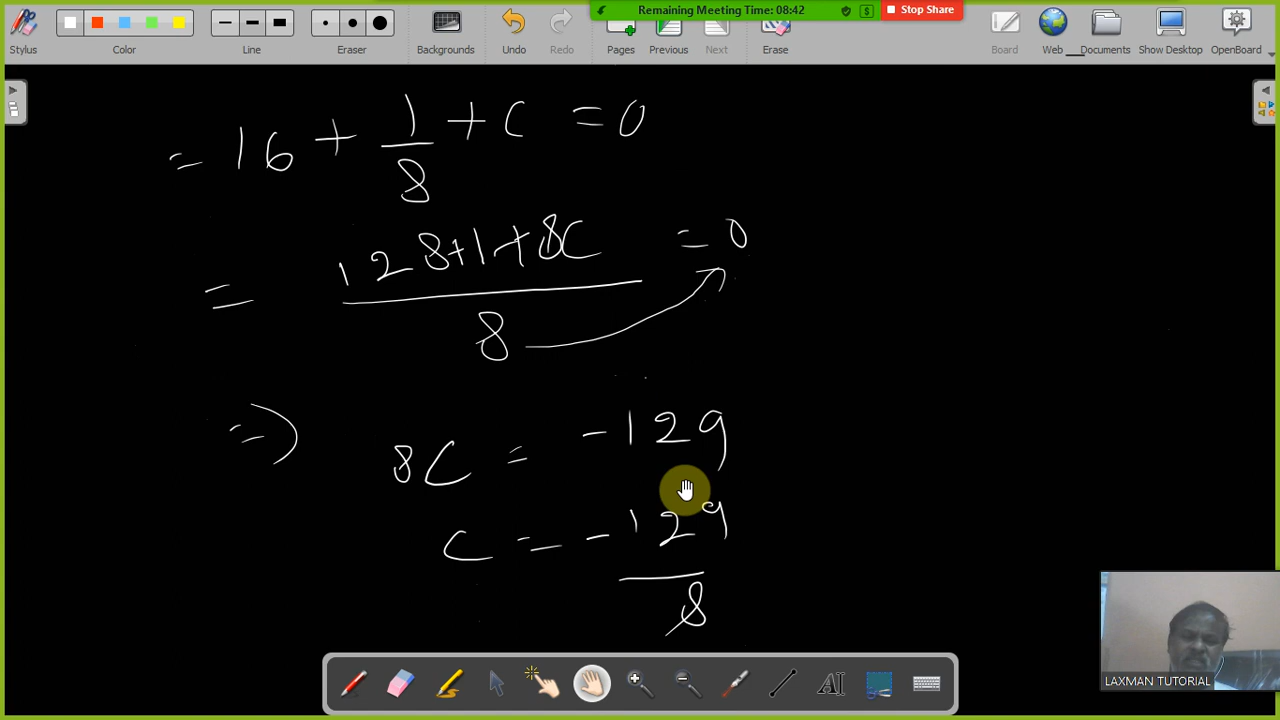 Remaining Meeting Time: 08:42
Stop Share
Stylus Color Line Eraser Backgrounds Undo Redo Pages Previous Next Erase Board Web Documents Show Desktop OpenBoard
= 16 + 1/8 + C = 0
= 128+1+8C/8 = 0
=> 8C = -129
C = -129/8
LAXMAN TUTORIAL